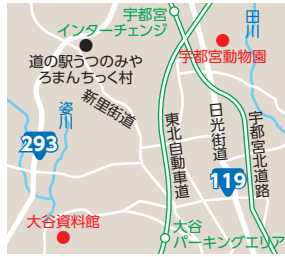 宇都宮
インターチェンジ
田川
道の駅うつのみや
ろまんちっく村
宇都宮動物園
姿川
新里街道
293
東北自動車道
日光街道
宇都宮北道路
119
大谷資料館
大谷
パーキングエリア